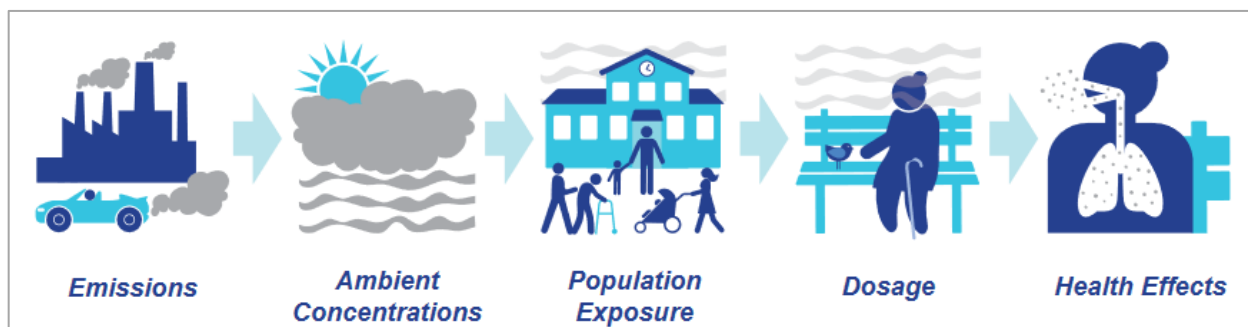 Emissions
Ambient
Concentrations
Population
Exposure
Dosage
Health Effects